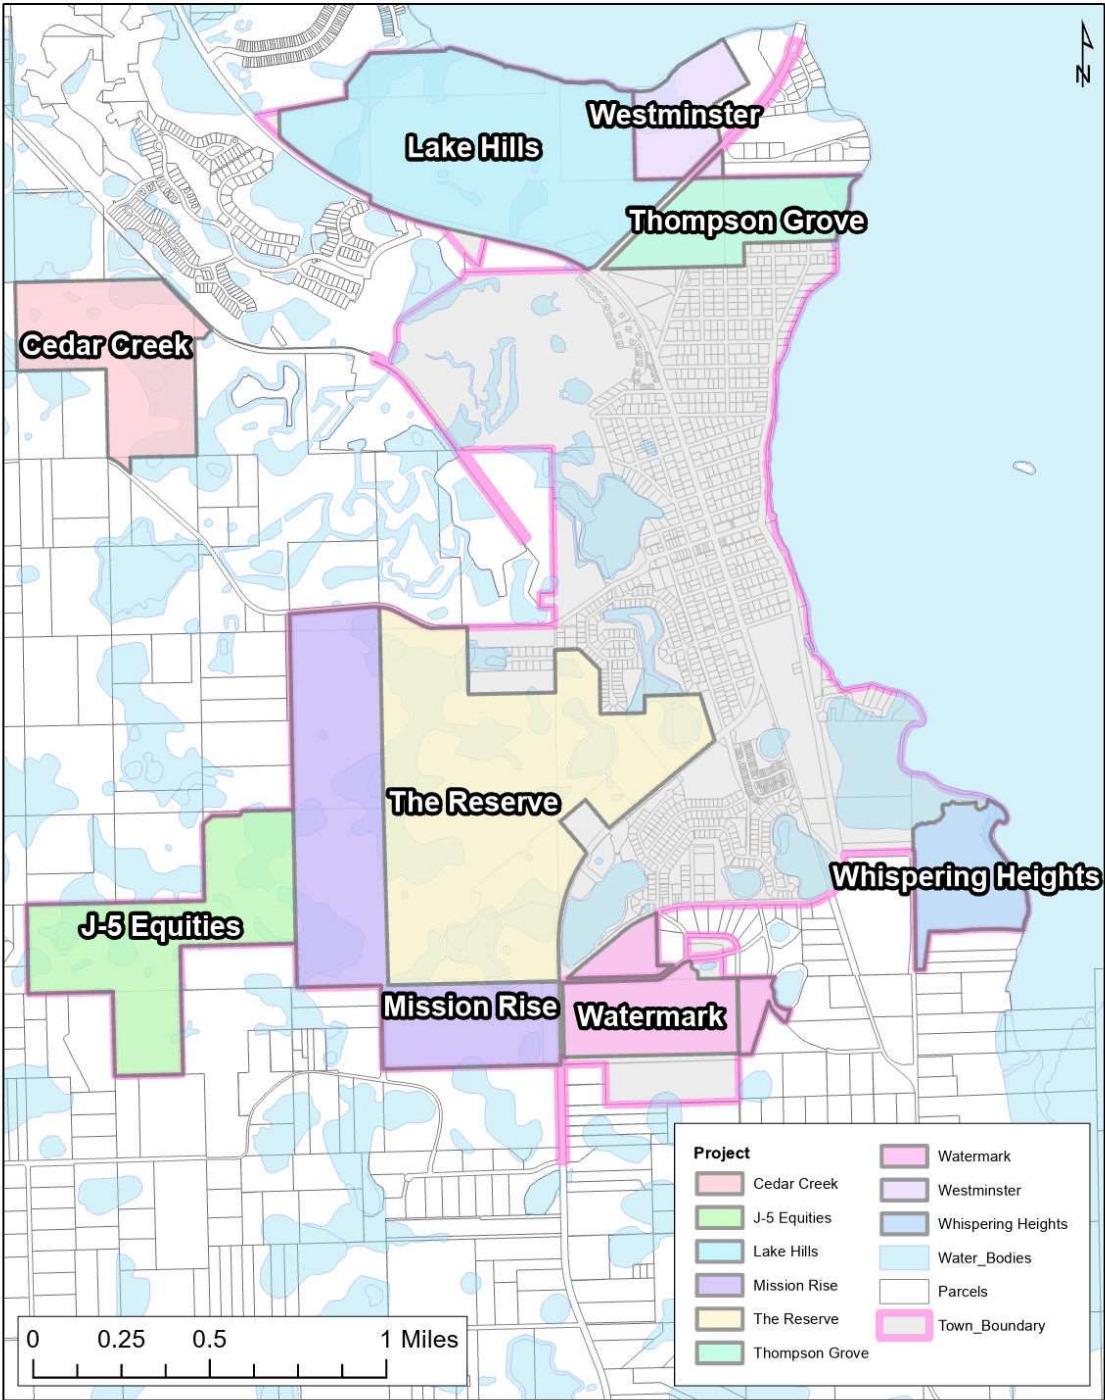 N
Westminster
Lake Hills
Thompson Grove
Cedar Creek
The Reserve
Whispering Heights
J-5 Equities
Mission Rise
Watermark
Project
Cedar Creek
J-5 Equities
Lake Hills
Mission Rise
The Reserve
Thompson Grove
Watermark
Westminster
Whispering Heights
Water_Bodies
Parcels
Town_Boundary
0 0.25 0.5 1 Miles